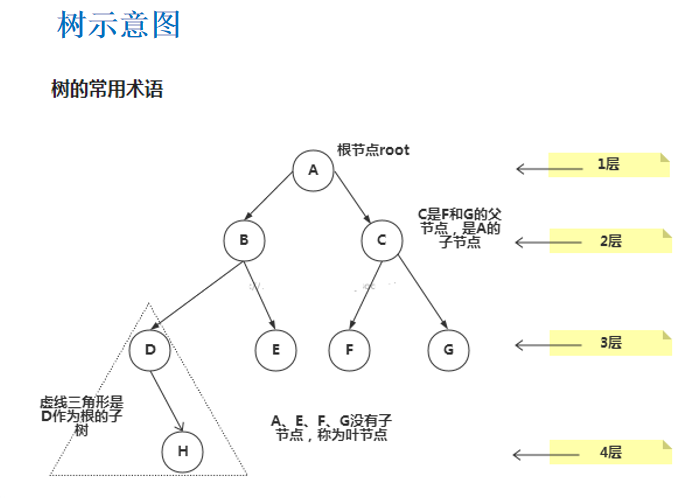 树示意图
树的常用术语
根节点root
A
1层
C是F和G的父
节点，是A的
子节点
B
C
2层
D
E
F
G
3层
虚线三角形是
D作为根的子
树
A、E、F、G没有子
节点，称为叶节点
H
4层